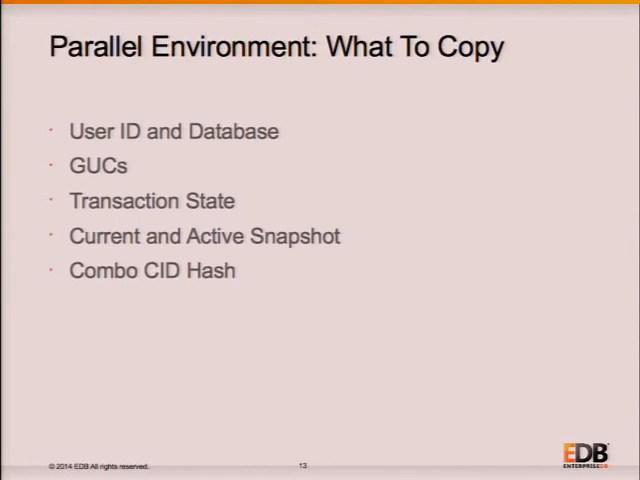 Parallel Environment: What To Copy
· User ID and Database
· GUCs
· Transaction State
· Current and Active Snapshot
· Combo CID Hash
© 2014 EDB All rights reserved.
13
EDB
ENTERPRISEDB